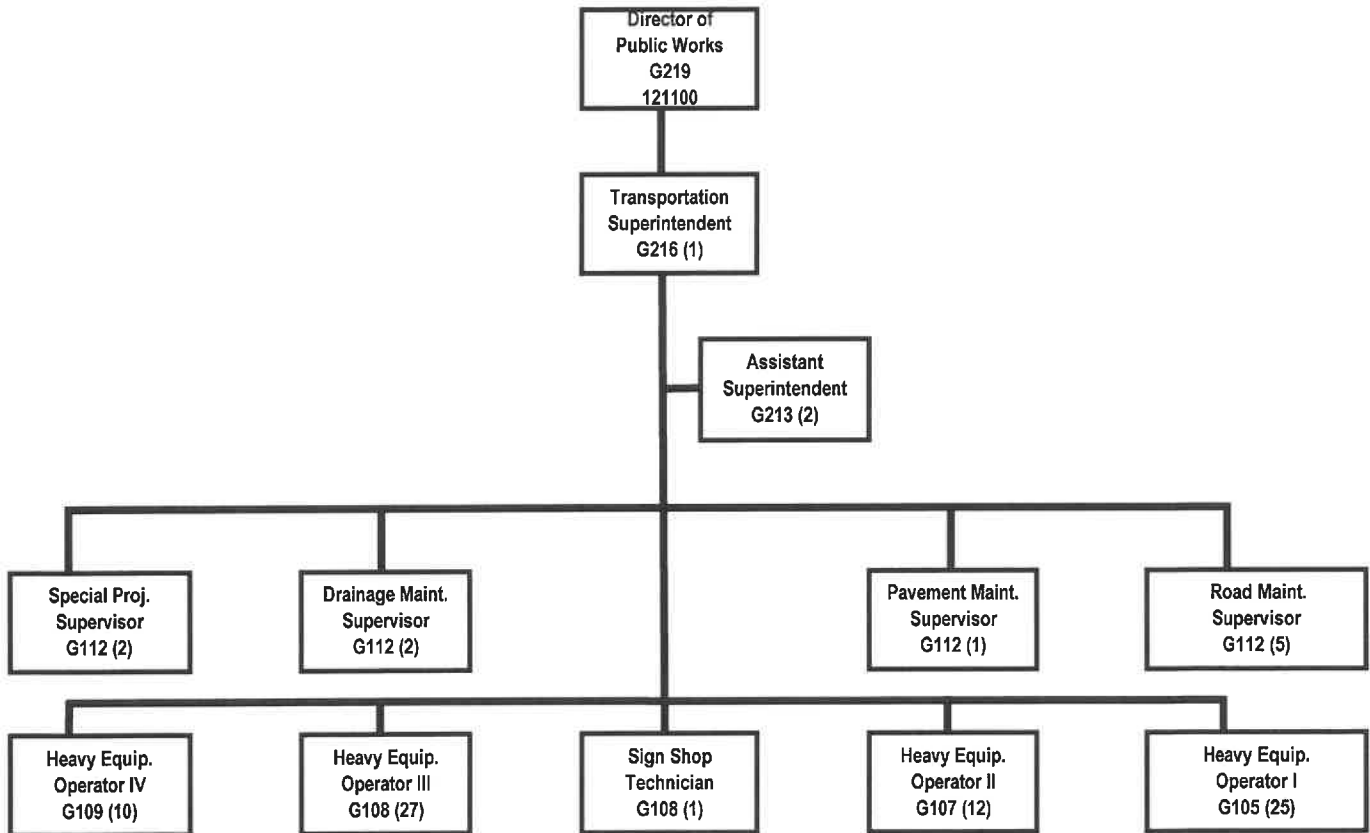 Director of
Public Works
G219
121100
Transportation
Superintendent
G216 (1)
Assistant
Superintendent
G213 (2)
Special Proj.
Supervisor
G112 (2)
Drainage Maint.
Supervisor
G112 (2)
Pavement Maint.
Supervisor
G112 (1)
Road Maint.
Supervisor
G112 (5)
Heavy Equip.
Operator IV
G109 (10)
Heavy Equip.
Operator III
G108 (27)
Sign Shop
Technician
G108 (1)
Heavy Equip.
Operator II
G107 (12)
Heavy Equip.
Operator I
G105 (25)